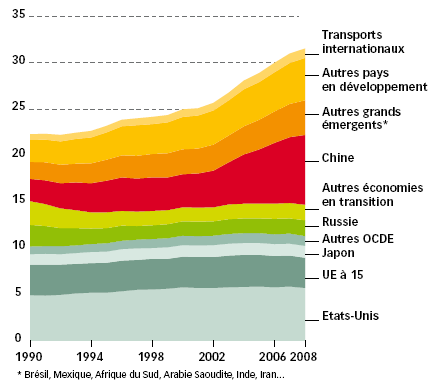 35
30
25
20
15
10
5
0
Transports
internationaux
Autres pays
en développement
Autres grands
émergents*
Chine
Autres économies
en transition
Russie
Autres OCDE
Japon
UE à 15
Etats-Unis
1990 1994 1998 2002 2006 2008
* Brésil, Mexique, Afrique du Sud, Arabie Saoudite, Inde, Iran...